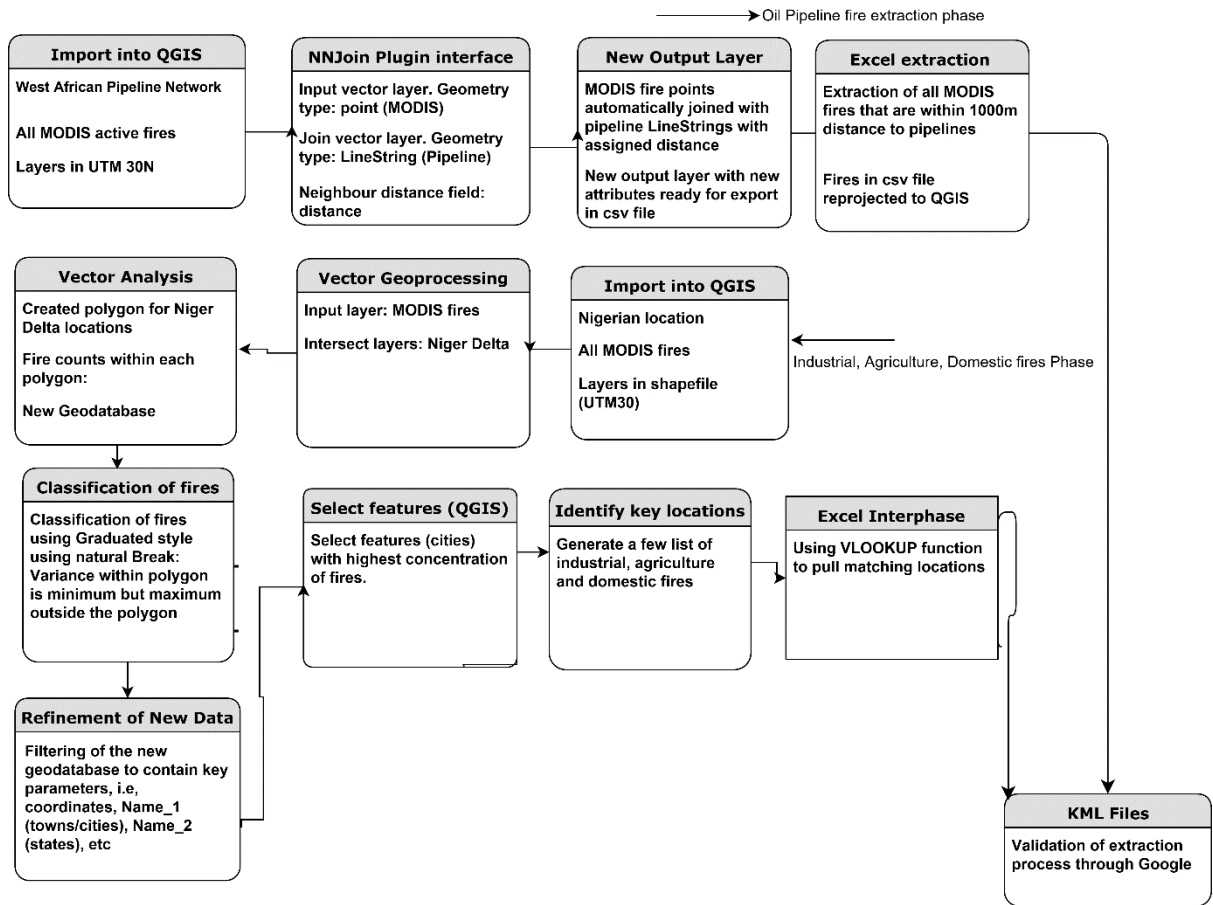 Oil Pipeline fire extraction phase
Import into QGIS
West African Pipeline Network
All MODIS active fires
Layers in UTM 30N
NNJoin Plugin interface
Input vector layer. Geometry
type: point (MODIS)
Join vector layer. Geometry
type: LineString (Pipeline)
Neighbour distance field:
distance
New Output Layer
MODIS fire points
automatically joined with
pipeline LineStrings with
assigned distance
New output layer with new
attributes ready for export
in csv file
Excel extraction
Extraction of all MODIS
fires that are within 1000m
distance to pipelines
Fires in csv file
reprojected to QGIS
Industrial, Agriculture, Domestic fires Phase
Import into QGIS
Nigerian location
All MODIS fires
Layers in shapefile
(UTM30)
Vector Geoprocessing
Input layer: MODIS fires
Intersect layers: Niger Delta
Vector Analysis
Created polygon for Niger
Delta locations
Fire counts within each
polygon:
New Geodatabase
Classification of fires
Classification of fires
using Graduated style
using natural Break:
Variance within polygon
is minimum but maximum
outside the polygon
Refinement of New Data
Filtering of the new
geodatabase to contain key
parameters, i.e,
coordinates, Name_1
(towns/cities), Name_2
(states), etc
Select features (QGIS)
Select features (cities)
with highest concentration
of fires.
Identify key locations
Generate a few list of
industrial, agriculture
and domestic fires
Excel Interphase
Using VLOOKUP function
to pull matching locations
KML Files
Validation of extraction
process through Google